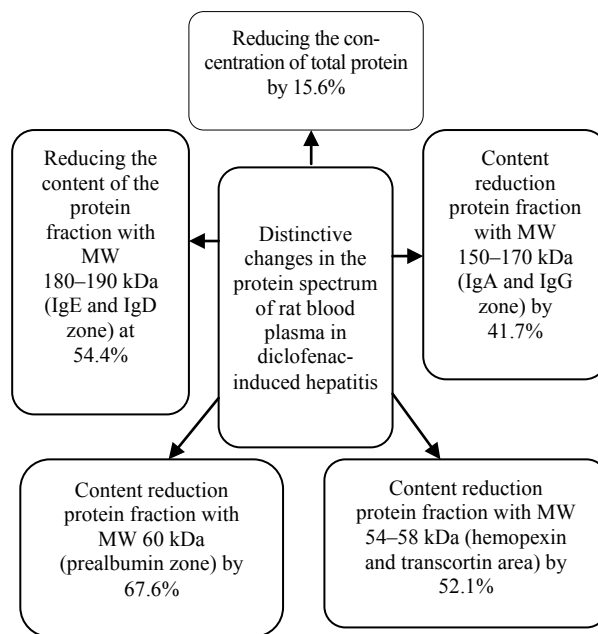 Reducing the con-
centration of total protein
by 15.6%
Reducing the
content of the
protein
fraction with
MW
180–190 kDa
(IgE and IgD
zone) at
54.4%
Distinctive
changes in the
protein spectrum
of rat blood
plasma in
diclofenac-
induced hepatitis
Content
reduction
protein fraction
with MW
150–170 kDa
(IgA and IgG
zone) by
41.7%
Content reduction
protein fraction with
MW 60 kDa
(prealbumin zone) by
67.6%
Content reduction
protein fraction with MW
54–58 kDa (hemopexin
and transcortin area) by
52.1%